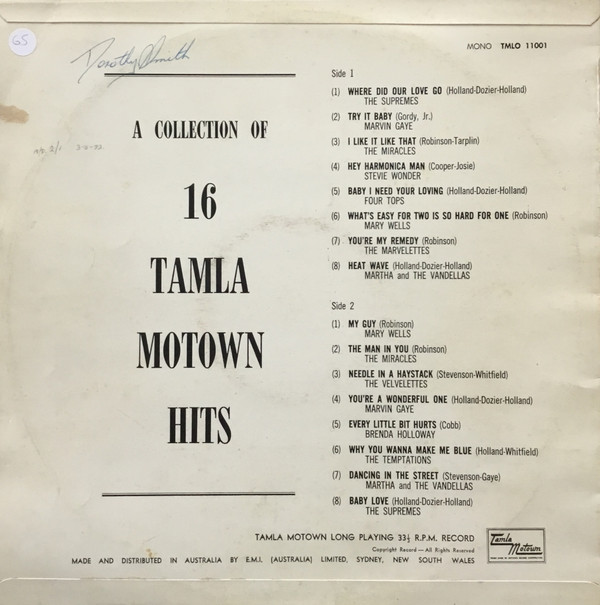 65
Dorothy Smith
MONO TMLO 11001
A COLLECTION OF
16
TAMLA
MOTOWN
HITS
Side 1
(1) WHERE DID OUR LOVE GO (Holland-Dozier-Holland)
THE SUPREMES
(2) TRY IT BABY (Gordy, Jr.)
MARVIN GAYE
(3) I LIKE IT LIKE THAT (Robinson-Tarplin)
THE MIRACLES
(4) HEY HARMONICA MAN (Cooper-Josie)
STEVIE WONDER
(5) BABY I NEED YOUR LOVING (Holland-Dozier-Holland)
FOUR TOPS
(6) WHAT'S EASY FOR TWO IS SO HARD FOR ONE (Robinson)
MARY WELLS
(7) YOU'RE MY REMEDY (Robinson)
THE MARVELETTES
(8) HEAT WAVE (Holland-Dozier-Holland)
MARTHA and THE VANDELLAS
Side 2
(1) MY GUY (Robinson)
MARY WELLS
(2) THE MAN IN YOU (Robinson)
THE MIRACLES
(3) NEEDLE IN A HAYSTACK (Stevenson-Whitfield)
THE VELVELETTES
(4) YOU'RE A WONDERFUL ONE (Holland-Dozier-Holland)
MARVIN GAYE
(5) EVERY LITTLE BIT HURTS (Cobb)
BRENDA HOLLOWAY
(6) WHY YOU WANNA MAKE ME BLUE (Holland-Whitfield)
THE TEMPTATIONS
(7) DANCING IN THE STREET (Stevenson-Gaye)
MARTHA and THE VANDELLAS
(8) BABY LOVE (Holland-Dozier-Holland)
THE SUPREMES
TAMLA MOTOWN LONG PLAYING 33⅓ R.P.M. RECORD
Copyright Record — All Rights Reserved
MADE AND DISTRIBUTED IN AUSTRALIA BY E.M.I. (AUSTRALIA) LIMITED, SYDNEY, NEW SOUTH WALES
Tamla
Motown